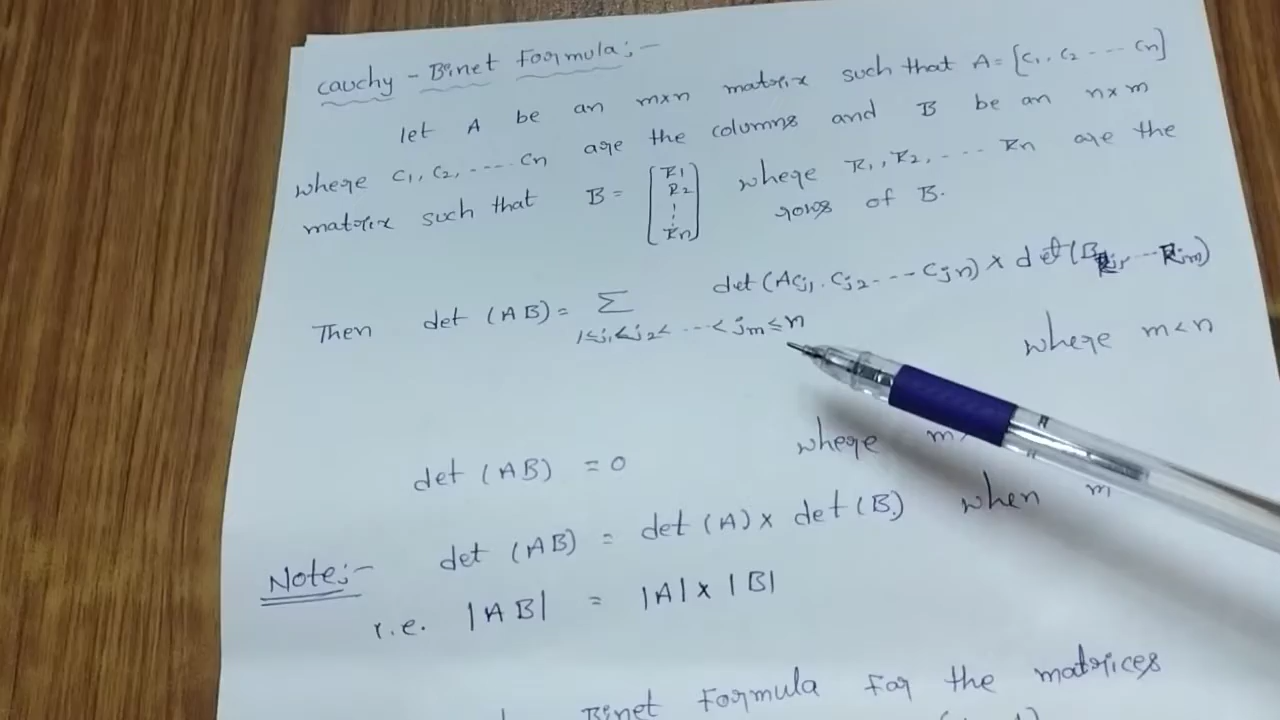 Cauchy - Binet Formula:-
let A be an m×n matrix such that A = [C1, C2 ---- Cn]
where C1, C2, ---- Cn are the columns and B be an n×m
matrix such that B = [R1 R2 ⋮ Rn] where R1, R2, ---- Rn are the
rows of B.
Then det (AB) = Σ det (ACj1, Cj2 ---- Cjn) × det (BRj1, --- Rjm)
1≤j1<j2< ---< jm≤n
where m<n
det (AB) = 0 where m
Note:- det (AB) = det (A) × det (B) when m
i.e. |AB| = |A| × |B|
Binet Formula For the matrices